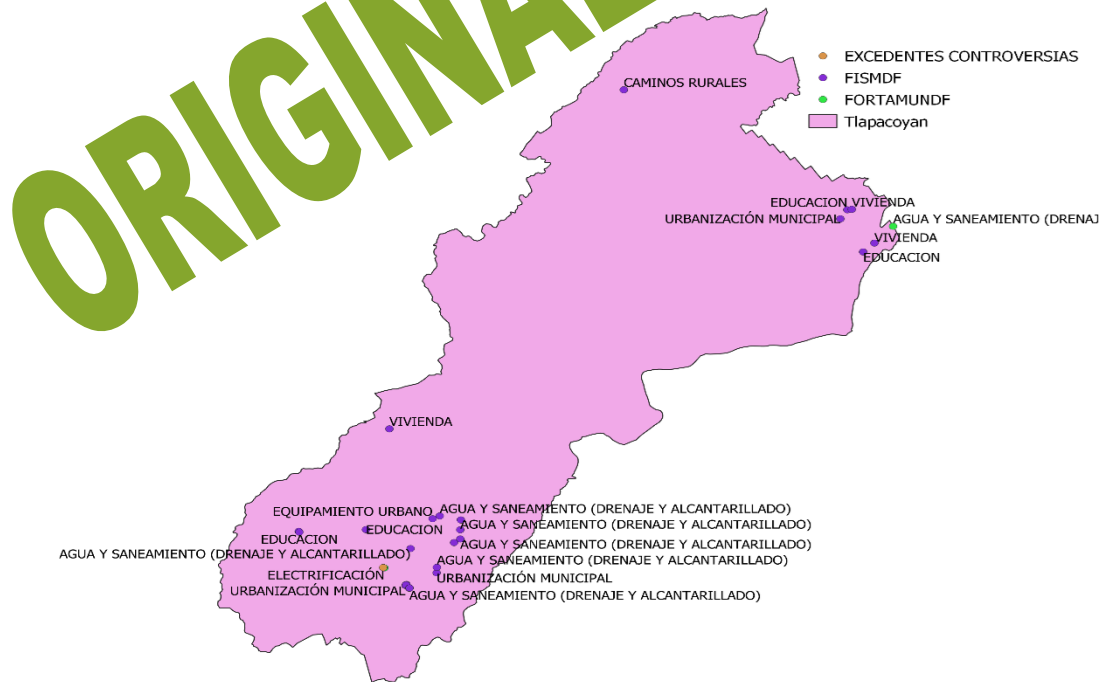 ORIGINAL
EXCEDENTES CONTROVERSIAS
FISMDF
FORTAMUNDF
Tlapacoyan
CAMINOS RURALES
EDUCACION VIVIENDA
URBANIZACIÓN MUNICIPAL
AGUA Y SANEAMIENTO (DRENAJ
VIVIENDA
EDUCACION
VIVIENDA
EQUIPAMIENTO URBANO
AGUA Y SANEAMIENTO (DRENAJE Y ALCANTARILLADO)
EDUCACION
AGUA Y SANEAMIENTO (DRENAJE Y ALCANTARILLADO)
EDUCACION
AGUA Y SANEAMIENTO (DRENAJE Y ALCANTARILLADO)
AGUA Y SANEAMIENTO (DRENAJE Y ALCANTARILLADO)
AGUA Y SANEAMIENTO (DRENAJE Y ALCANTARILLADO)
ELECTRIFICACIÓN
URBANIZACIÓN MUNICIPAL
URBANIZACIÓN MUNICIPAL
AGUA Y SANEAMIENTO (DRENAJE Y ALCANTARILLADO)